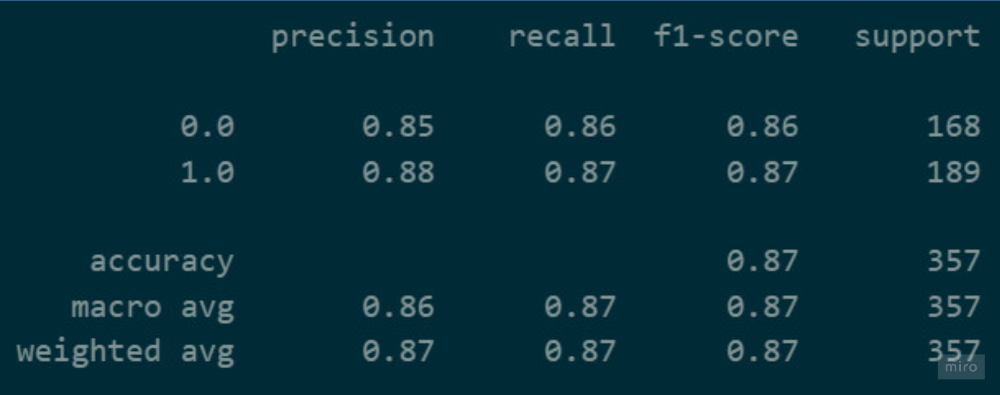 precision recall f1-score support
0.0 0.85 0.86 0.86 168
1.0 0.88 0.87 0.87 189
accuracy 0.87 357
macro avg 0.86 0.87 0.87 357
weighted avg 0.87 0.87 0.87 357
miro